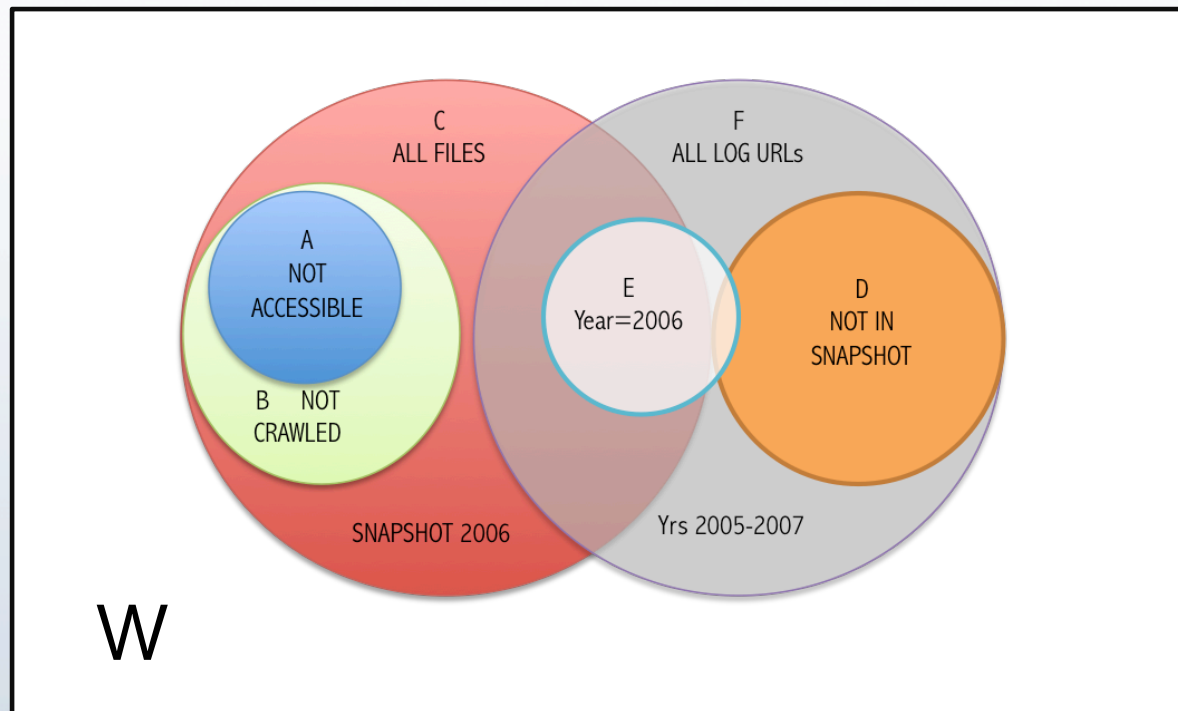 C
ALL FILES
F
ALL LOG URLs
A
NOT
ACCESSIBLE
B NOT
CRAWLED
E
Year=2006
D
NOT IN
SNAPSHOT
SNAPSHOT 2006
Yrs 2005-2007
W